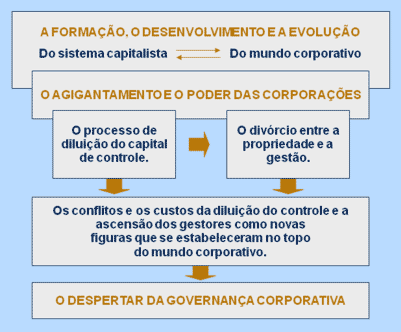 A FORMAÇÃO, O DESENVOLVIMENTO E A EVOLUÇÃO
Do sistema capitalista Do mundo corporativo
O AGIGANTAMENTO E O PODER DAS CORPORAÇÕES
O processo de
diluição do capital
de controle.
O divórcio entre a
propriedade e a
gestão.
Os conflitos e os custos da diluição do controle e a
ascensão dos gestores como novas
figuras que se estabeleceram no topo
do mundo corporativo.
O DESPERTAR DA GOVERNANÇA CORPORATIVA